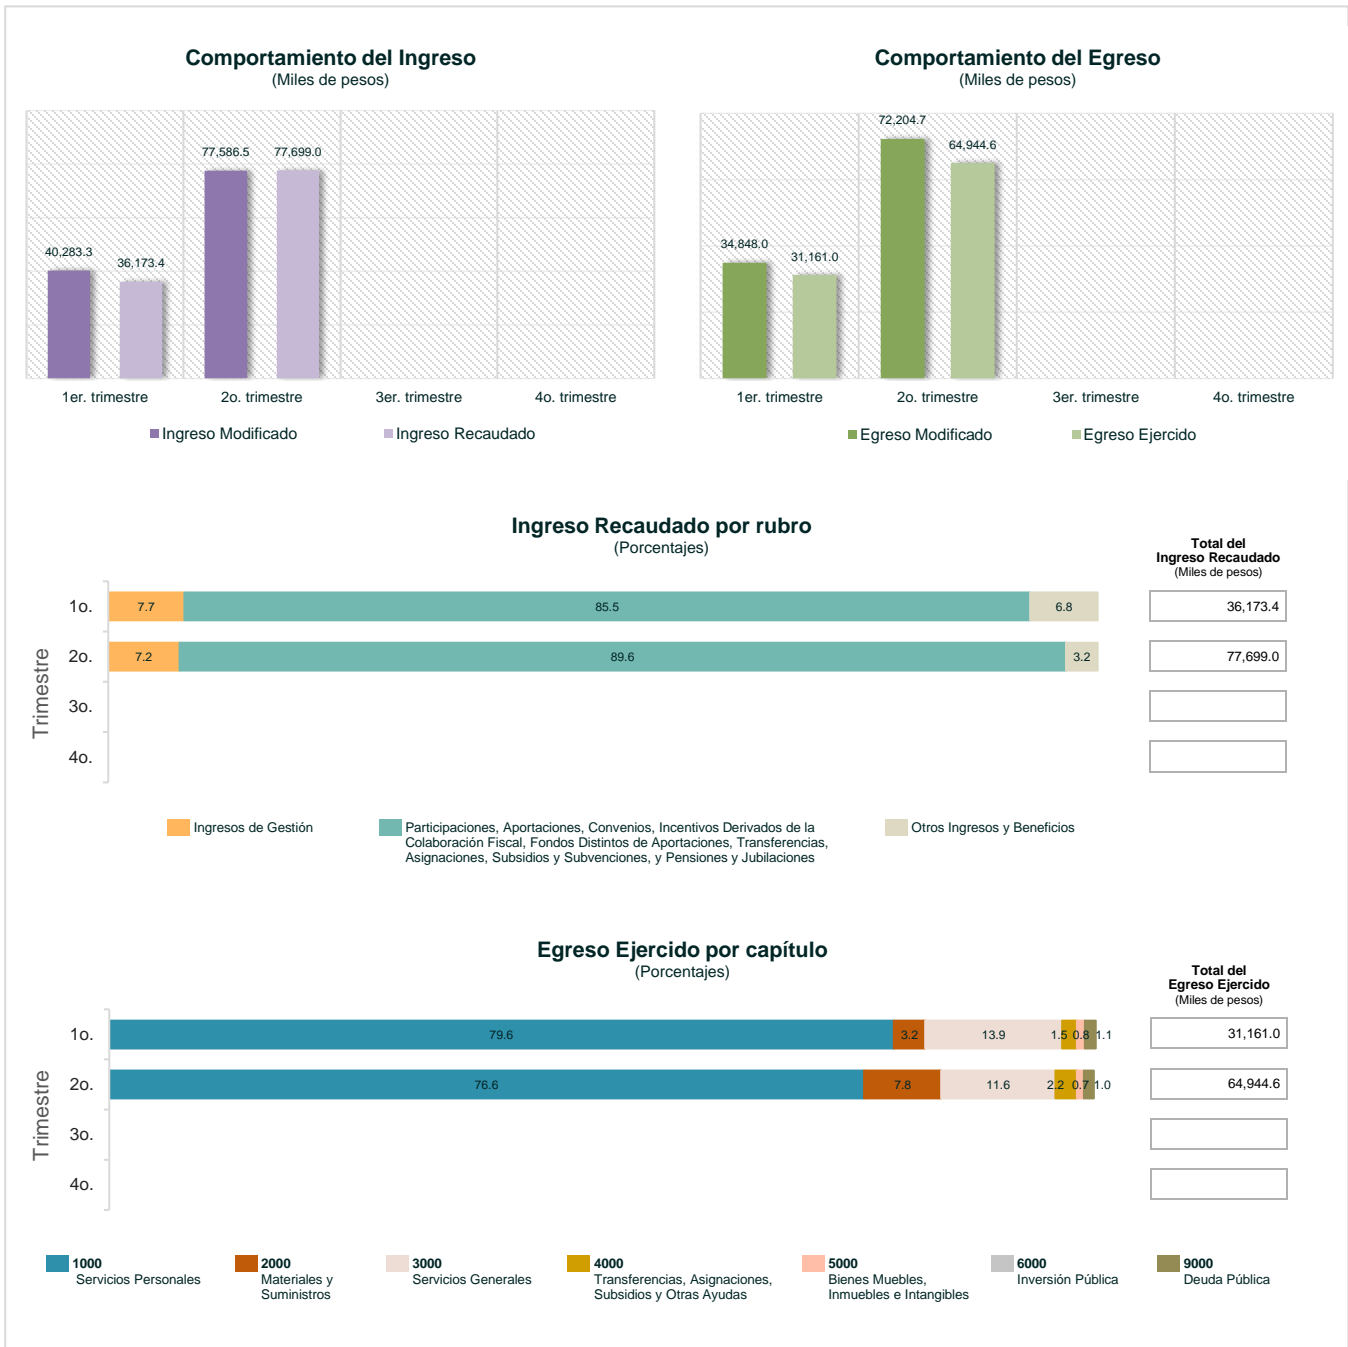 Comportamiento del Ingreso
(Miles de pesos)
40,283.3
36,173.4
77,586.5
77,699.0
1er. trimestre
2o. trimestre
3er. trimestre
4o. trimestre
Ingreso Modificado
Ingreso Recaudado
Comportamiento del Egreso
(Miles de pesos)
34,848.0
31,161.0
72,204.7
64,944.6
1er. trimestre
2o. trimestre
3er. trimestre
4o. trimestre
Egreso Modificado
Egreso Ejercido
Ingreso Recaudado por rubro
(Porcentajes)
Total del
Ingreso Recaudado
(Miles de pesos)
Trimestre
1o.
7.7
85.5
6.8
36,173.4
2o.
7.2
89.6
3.2
77,699.0
3o.
4o.
Ingresos de Gestión
Participaciones, Aportaciones, Convenios, Incentivos Derivados de la
Colaboración Fiscal, Fondos Distintos de Aportaciones, Transferencias,
Asignaciones, Subsidios y Subvenciones, y Pensiones y Jubilaciones
Otros Ingresos y Beneficios
Egreso Ejercido por capítulo
(Porcentajes)
Total del
Egreso Ejercido
(Miles de pesos)
Trimestre
1o.
79.6
3.2
13.9
1.5
0.8
1.1
31,161.0
2o.
76.6
7.8
11.6
2.2
0.7
1.0
64,944.6
3o.
4o.
1000
Servicios Personales
2000
Materiales y
Suministros
3000
Servicios Generales
4000
Transferencias, Asignaciones,
Subsidios y Otras Ayudas
5000
Bienes Muebles,
Inmuebles e Intangibles
6000
Inversión Pública
9000
Deuda Pública